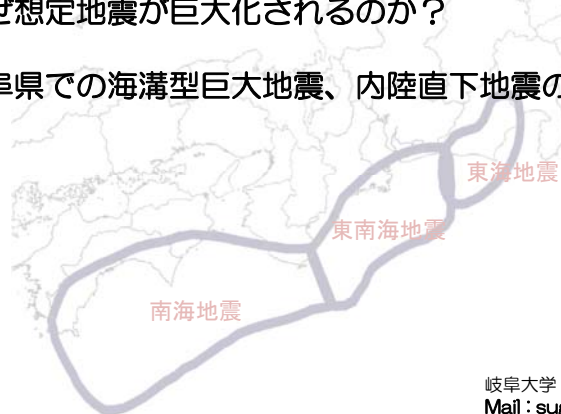 ぜ想定地震が巨大化されるのか？
阜県での海溝型巨大地震、内陸直下地震の
東海地震
東南海地震
南海地震
岐阜大学
Mail : su